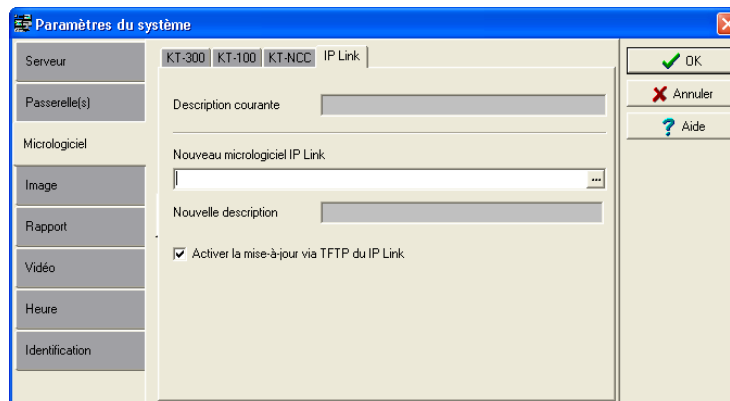 Paramètres du système
Serveur
Passerelle(s)
Micrologiciel
Image
Rapport
Vidéo
Heure
Identification
KT-300 KT-100 KT-NCC IP Link
Description courante
Nouveau micrologiciel IP Link
...
Nouvelle description
Activer la mise-à-jour via TFTP du IP Link
OK
Annuler
? Aide